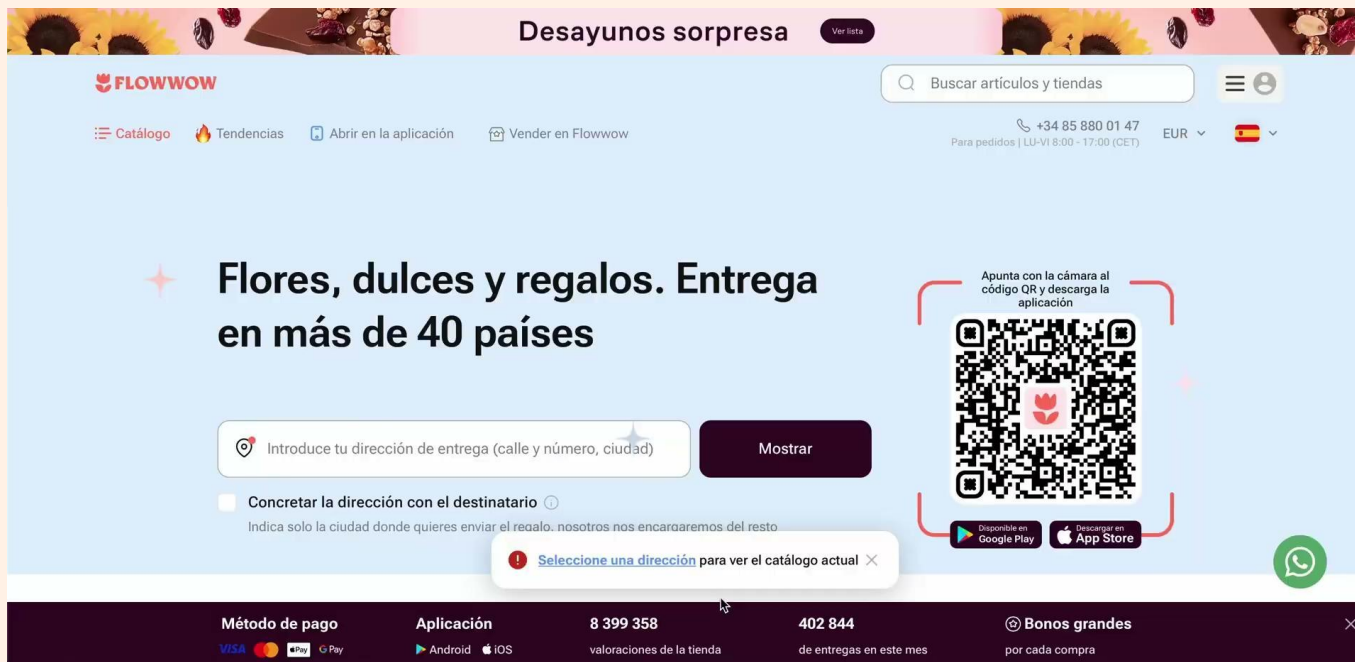 Desayunos sorpresa
Ver lista
FLOWWOW
Buscar artículos y tiendas
Catálogo
Tendencias
Abrir en la aplicación
Vender en Flowwow
+34 85 880 01 47
Para pedidos | LU-VI 8:00 - 17:00 (CET)
EUR
Flores, dulces y regalos. Entrega
en más de 40 países
Apunta con la cámara al
código QR y descarga la
aplicación
Introduce tu dirección de entrega (calle y número, ciudad)
Mostrar
Concretar la dirección con el destinatario
Indica solo la ciudad donde quieres enviar el regalo, nosotros nos encargaremos del resto
Disponible en
Google Play
Descargar en
App Store
Seleccione una dirección para ver el catálogo actual
Método de pago
VISA
Pay
G Pay
Aplicación
Android
iOS
8 399 358
valoraciones de la tienda
402 844
de entregas en este mes
Bonos grandes
por cada compra